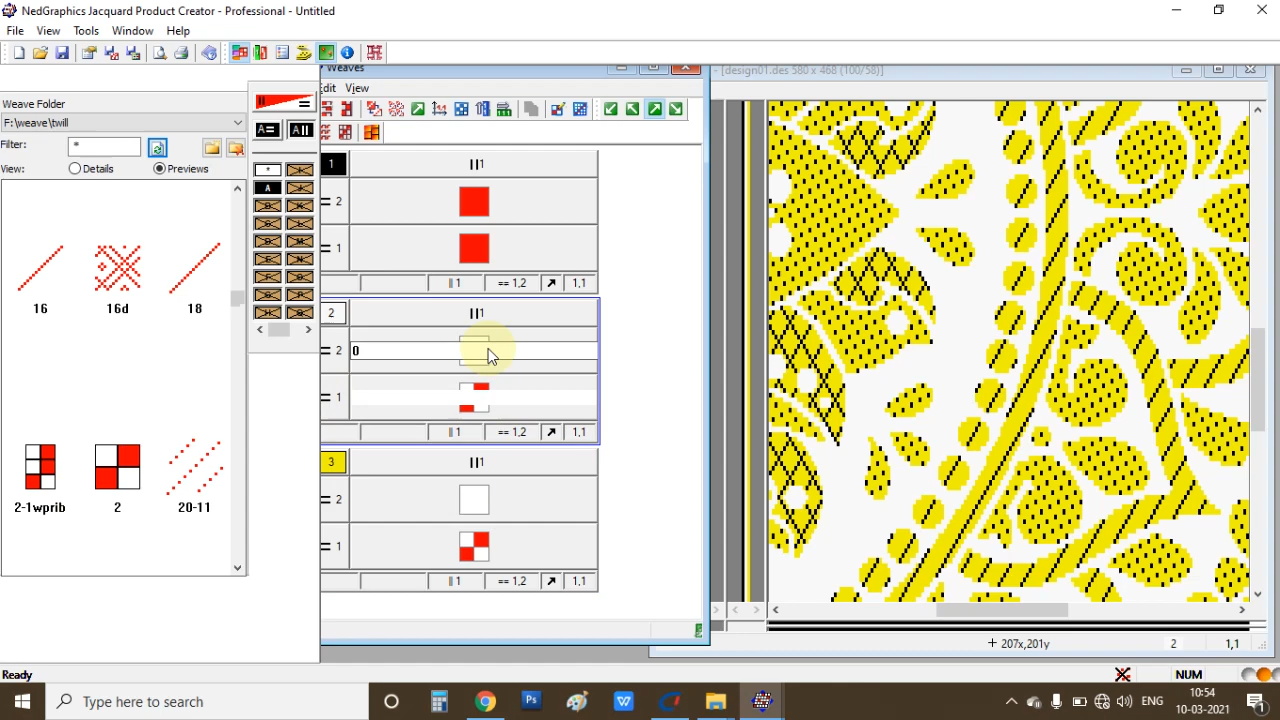 NedGraphics Jacquard Product Creator - Professional - Untitled
File View Tools Window Help
Weaves
- [design01.des 580 x 468 (100/58)]
dit View
Weave Folder
F:\weave\twill
Filter: *
View: Details Previews
16 16d 18
2-1wprib 2 20-11
A= A||
*
A
1 1
= 2
= 1
1 == 1,2 1,1
2 1
= 2 0
= 1
1 == 1,2 1,1
3 1
= 2
= 1
1 == 1,2 1,1
207x,201y 2 1,1
Ready NUM
Type here to search
ENG 10:54
10-03-2021
1